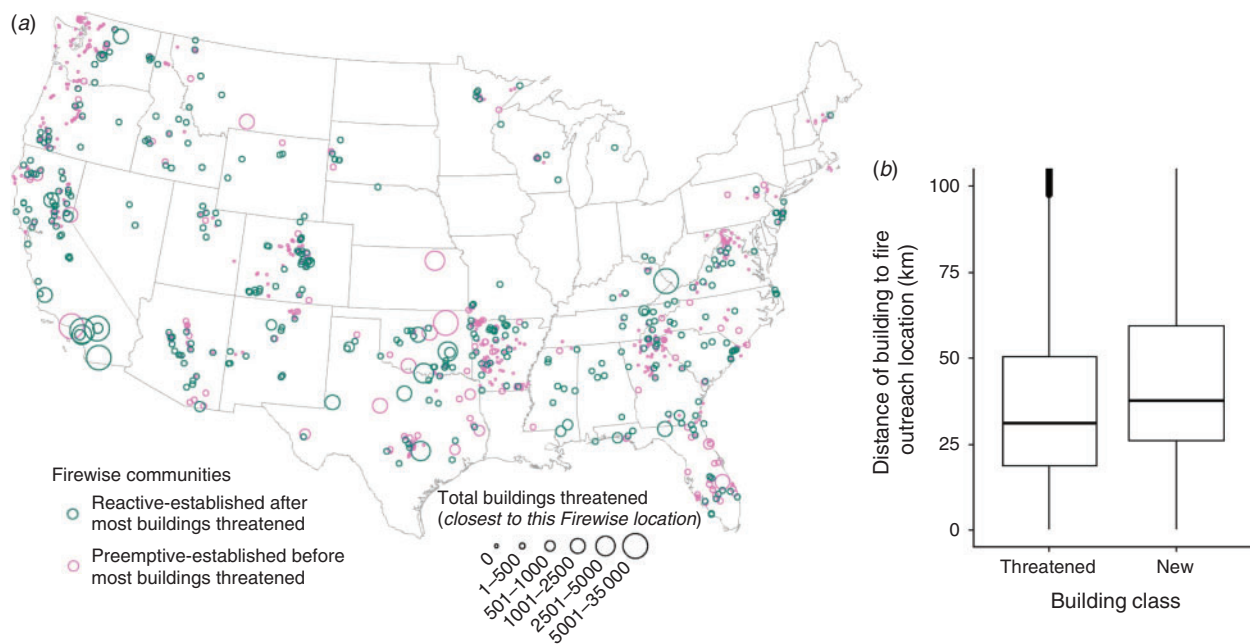 (a)
Firewise communities
Reactive-established after
most buildings threatened
Preemptive-established before
most buildings threatened
Total buildings threatened
(closest to this Firewise location)
0
1–500
501–1000
1001–2500
2501–5000
5001–35 000
(b)
Distance of building to fire
outreach location (km)
100
75
50
25
0
Threatened
New
Building class